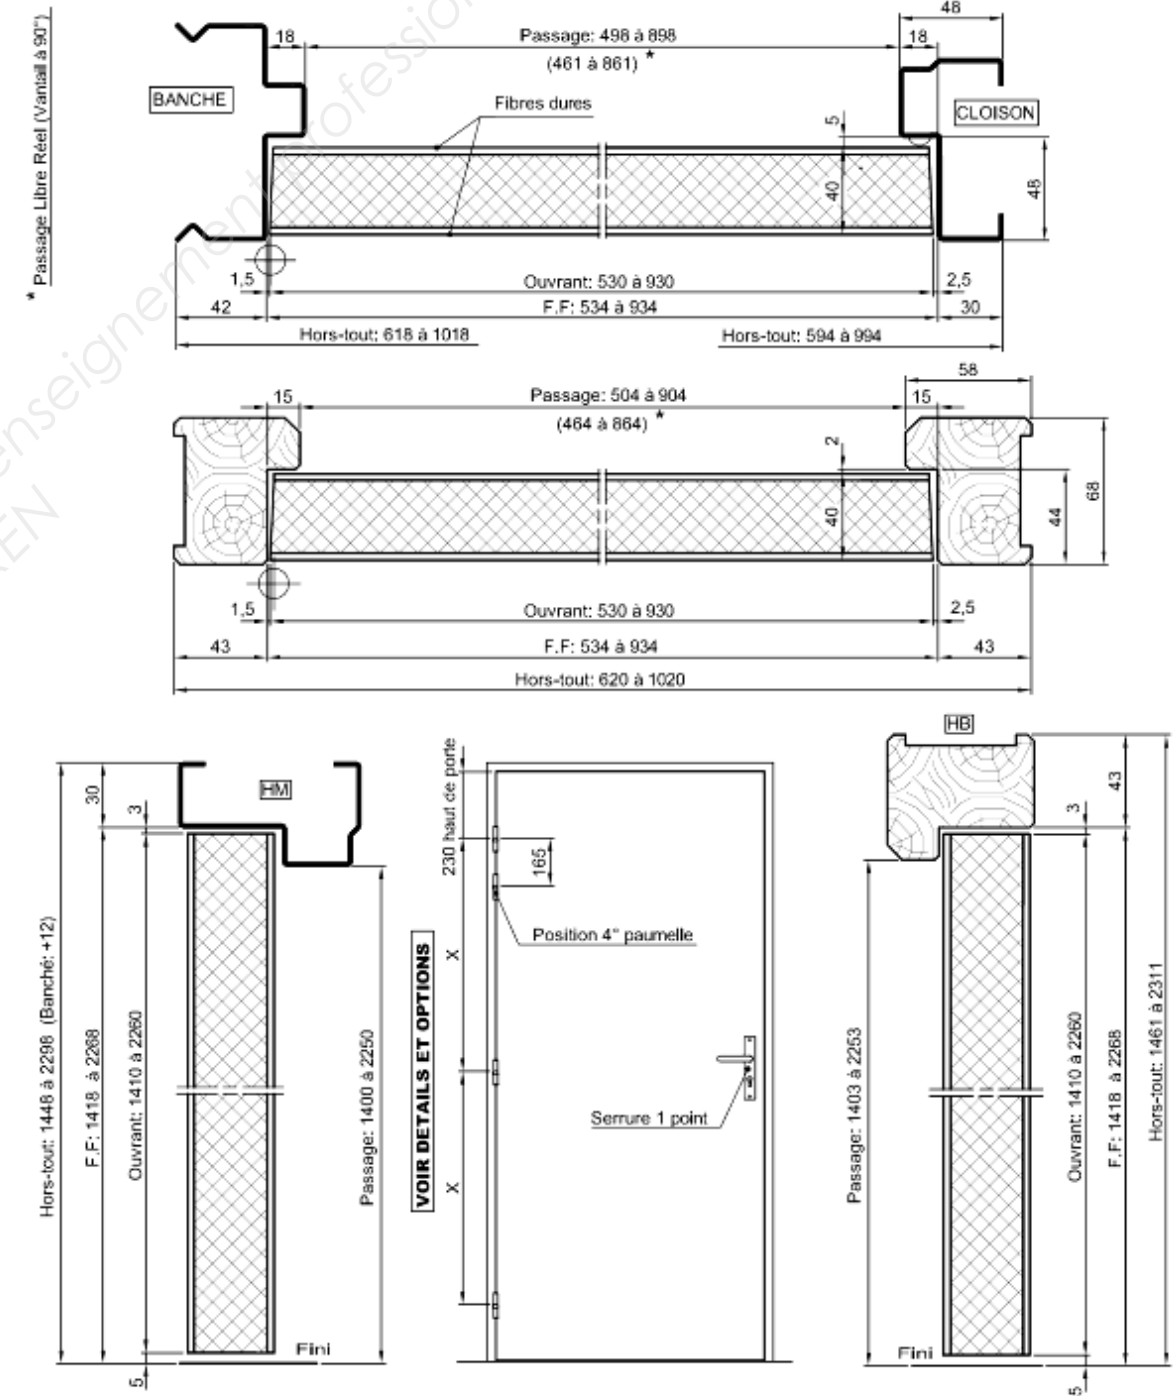 * Passage Libre Réel (Vantail à 90°)
48
18
Passage: 498 à 898
18
(461 à 861) *
BANCHE
Fibres dures
CLOISON
5
40
48
1,5
Ouvrant: 530 à 930
2,5
42
F.F: 534 à 934
30
Hors-tout: 618 à 1018
Hors-tout: 594 à 994
58
15
Passage: 504 à 904
15
(464 à 864) *
2
40
44
68
1,5
Ouvrant: 530 à 930
2,5
43
F.F: 534 à 934
43
Hors-tout: 620 à 1020
HM
30
3
Hors-tout: 1448 à 2298 (Banché: +12)
F.F: 1418 à 2268
Ouvrant: 1410 à 2260
Passage: 1400 à 2250
Fini
5
VOIR DETAILS ET OPTIONS
230 haut de porte
165
Position 4° paumelle
X
X
Serrure 1 point
HB
43
3
Passage: 1403 à 2253
Ouvrant: 1410 à 2260
F.F: 1418 à 2268
Hors-tout: 1461 à 2311
Fini
5
enseignement professionn
EN